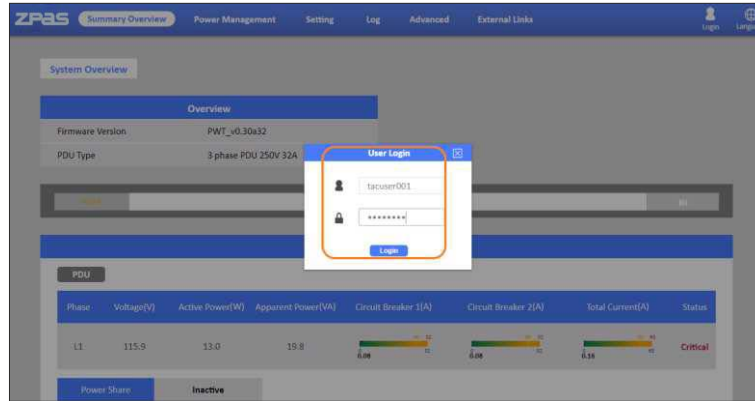 ZPAS Summary Overview Power Management Setting Log Advanced External Links Login
System Overview
Overview
Firmware Version PWT_v0.30a32
PDU Type 3 phase PDU 250V 32A
User Login
tacuser001
••••••••
Login
PDU
Phase Voltage(V) Active Power(W) Apparent Power(VA) Circuit Breaker 1(A) Circuit Breaker 2(A) Total Current(A) Status
L1 115.9 13.0 19.8 0.08 0.08 0.16 Critical
Power Share Inactive